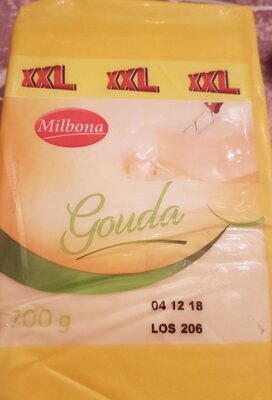 XXL XXL XXL
Milbona
Gouda
700 g
04 12 18
LOS 206